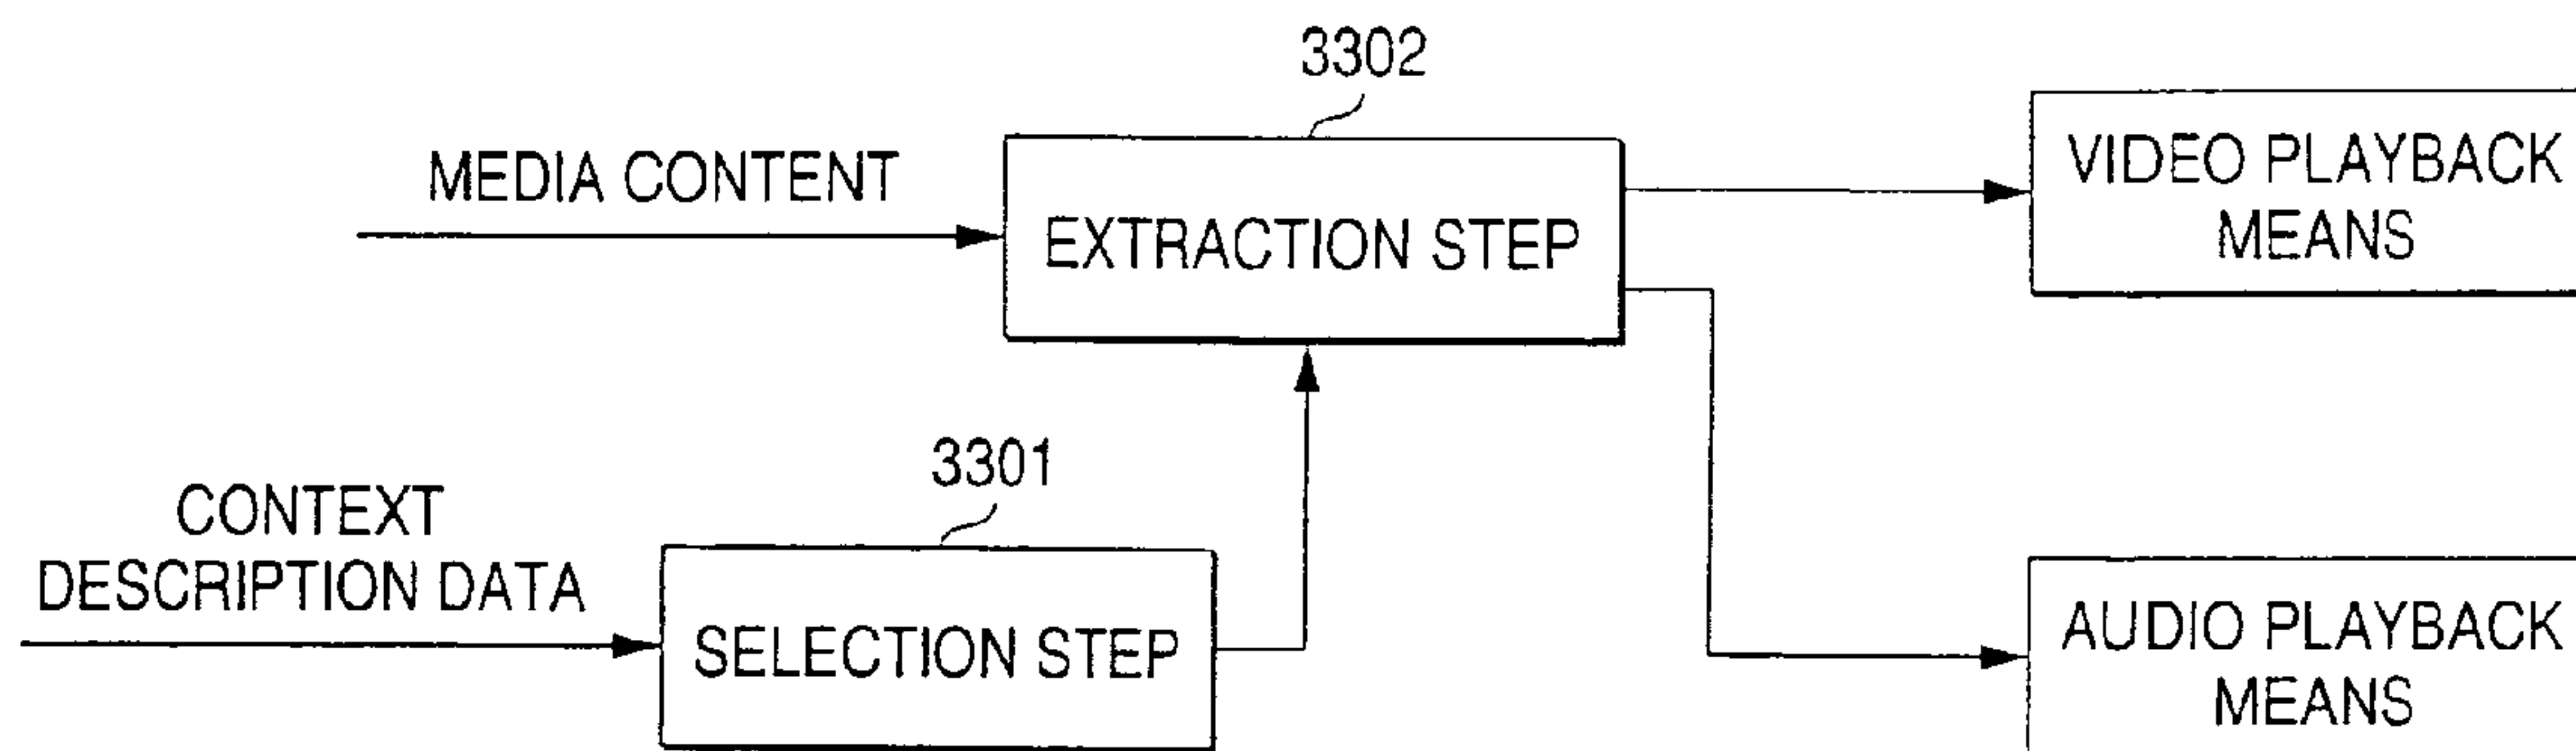 3302
MEDIA CONTENT
EXTRACTION STEP
VIDEO PLAYBACK
MEANS
3301
CONTEXT
DESCRIPTION DATA
SELECTION STEP
AUDIO PLAYBACK
MEANS